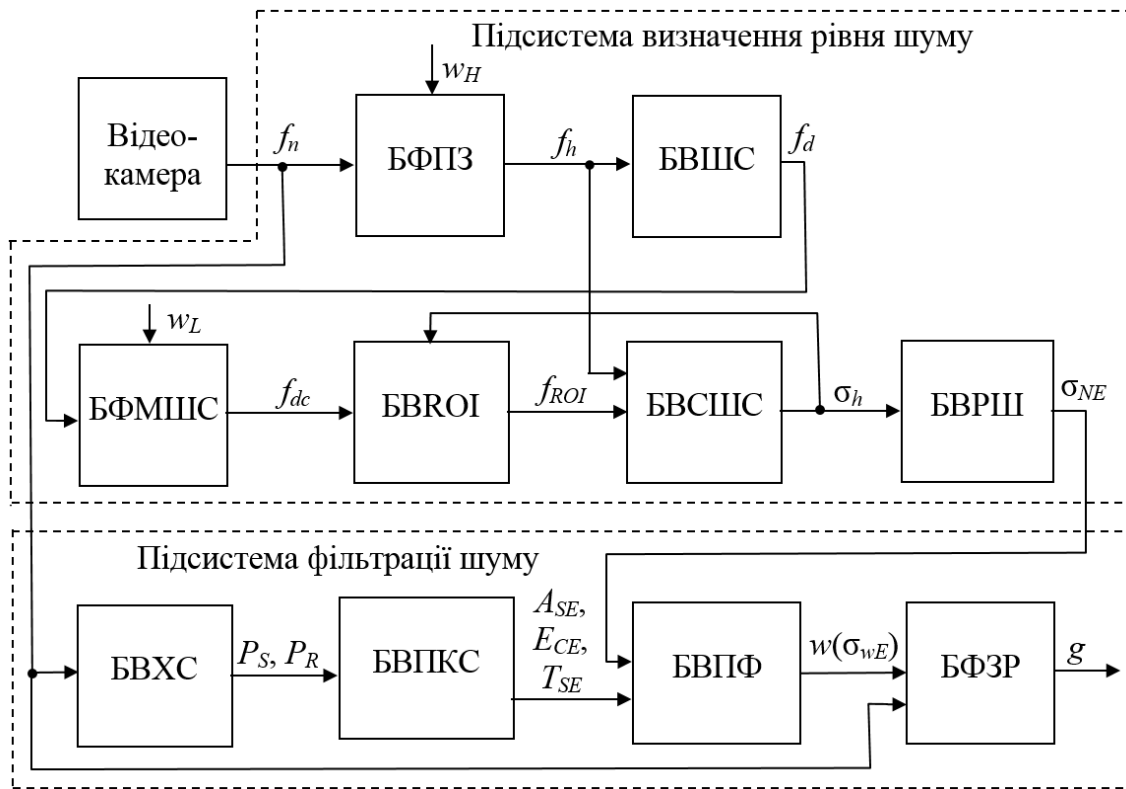 Підсистема визначення рівня шуму
w_H
Відео-
камера
f_n
БФПЗ
f_h
БВШС
f_d
w_L
БФМШС
f_dc
БВROI
f_ROI
БВСШС
σ_h
БВРШ
σ_NE
Підсистема фільтрації шуму
БВХС
P_S, P_R
БВПКС
A_SE,
E_CE,
T_SE
БВПФ
w(σ_wE)
БФЗР
g